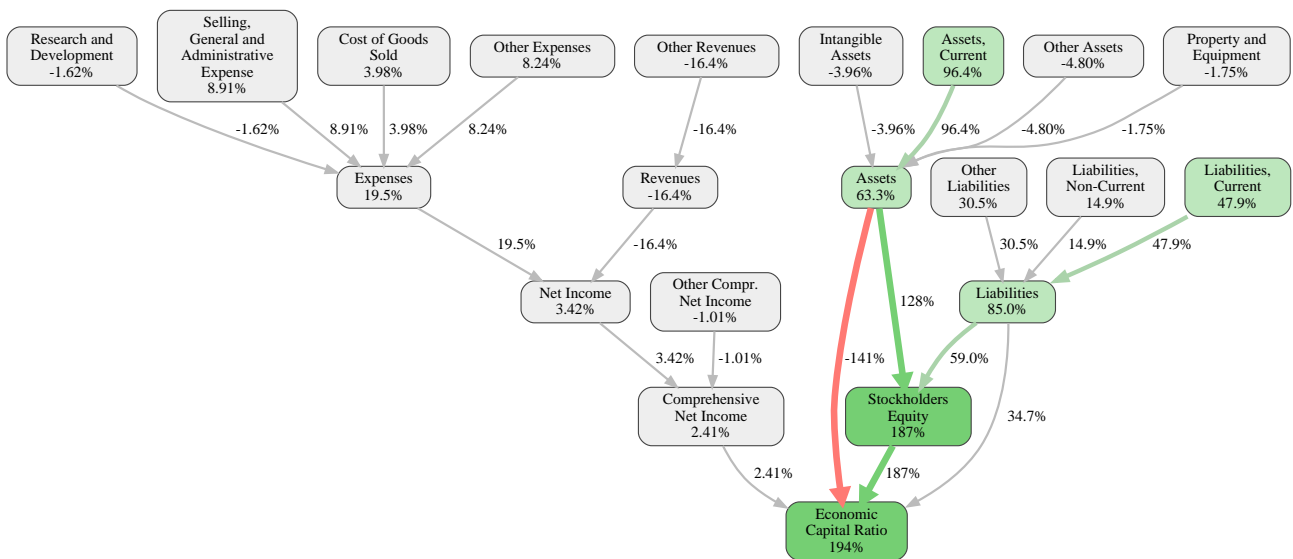 Research and
Development
-1.62%
Selling,
General and
Administrative
Expense
8.91%
Cost of Goods
Sold
3.98%
Other Expenses
8.24%
Other Revenues
-16.4%
Intangible
Assets
-3.96%
Assets,
Current
96.4%
Other Assets
-4.80%
Property and
Equipment
-1.75%
-1.62%
8.91%
3.98%
8.24%
-16.4%
-3.96%
96.4%
-4.80%
-1.75%
Expenses
19.5%
Revenues
-16.4%
Assets
63.3%
Other
Liabilities
30.5%
Liabilities,
Non-Current
14.9%
Liabilities,
Current
47.9%
19.5%
-16.4%
30.5%
14.9%
47.9%
Net Income
3.42%
Other Compr.
Net Income
-1.01%
128%
Liabilities
85.0%
3.42%
-1.01%
-141%
59.0%
Comprehensive
Net Income
2.41%
Stockholders
Equity
187%
34.7%
2.41%
187%
Economic
Capital Ratio
194%